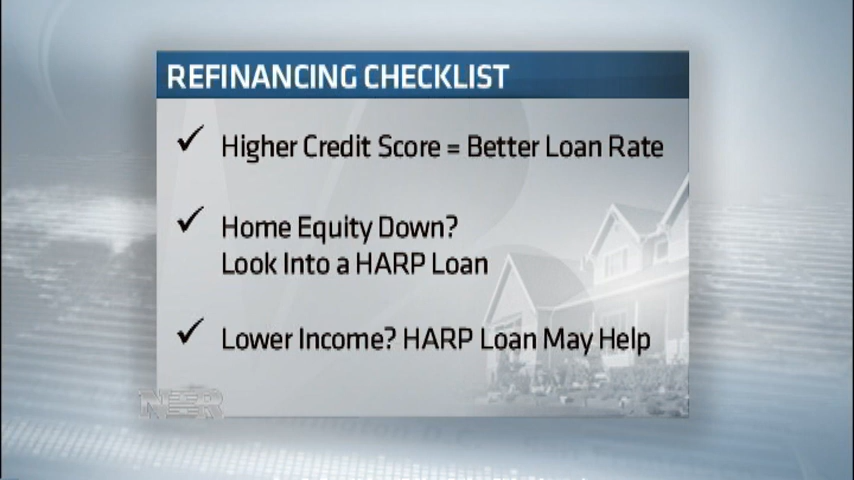 REFINANCING CHECKLIST
Higher Credit Score = Better Loan Rate
Home Equity Down?
Look Into a HARP Loan
Lower Income? HARP Loan May Help